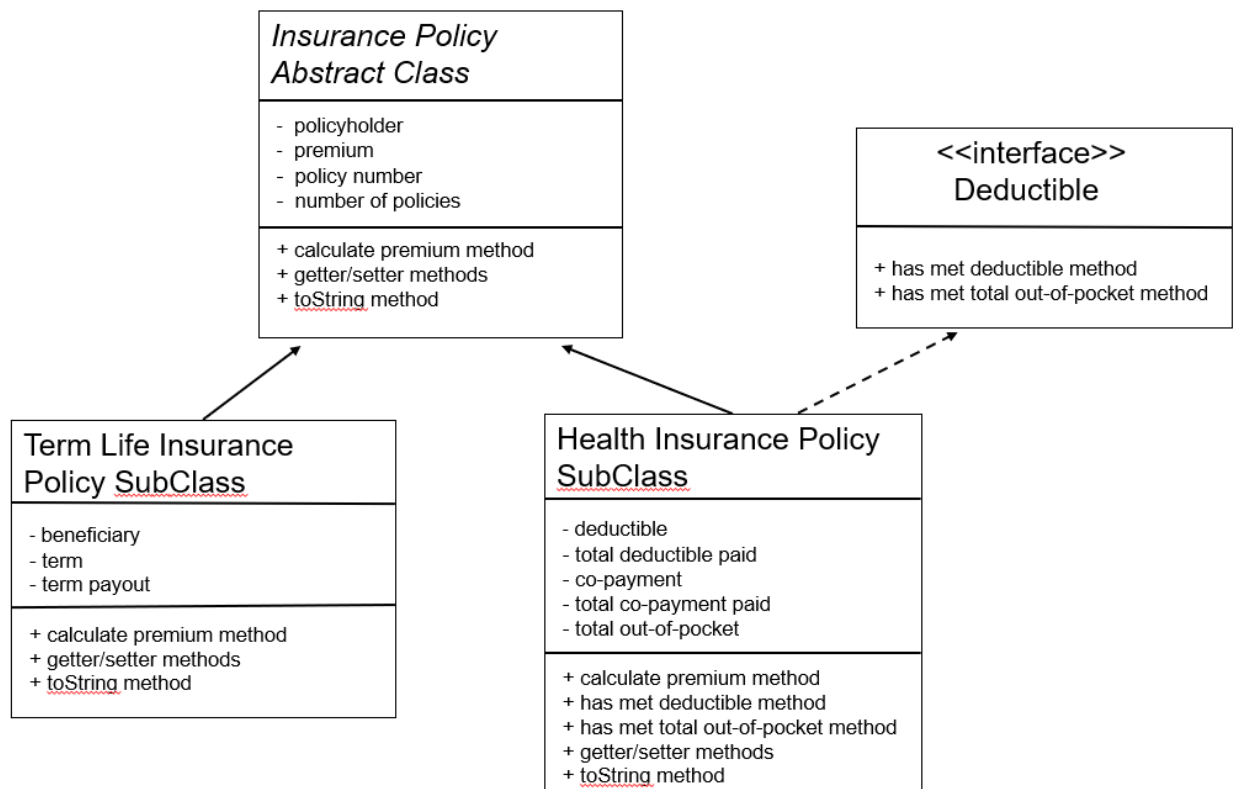 Insurance Policy
Abstract Class
- policyholder
- premium
- policy number
- number of policies
+ calculate premium method
+ getter/setter methods
+ toString method
<<interface>>
Deductible
+ has met deductible method
+ has met total out-of-pocket method
Term Life Insurance
Policy SubClass
- beneficiary
- term
- term payout
+ calculate premium method
+ getter/setter methods
+ toString method
Health Insurance Policy
SubClass
- deductible
- total deductible paid
- co-payment
- total co-payment paid
- total out-of-pocket
+ calculate premium method
+ has met deductible method
+ has met total out-of-pocket method
+ getter/setter methods
+ toString method